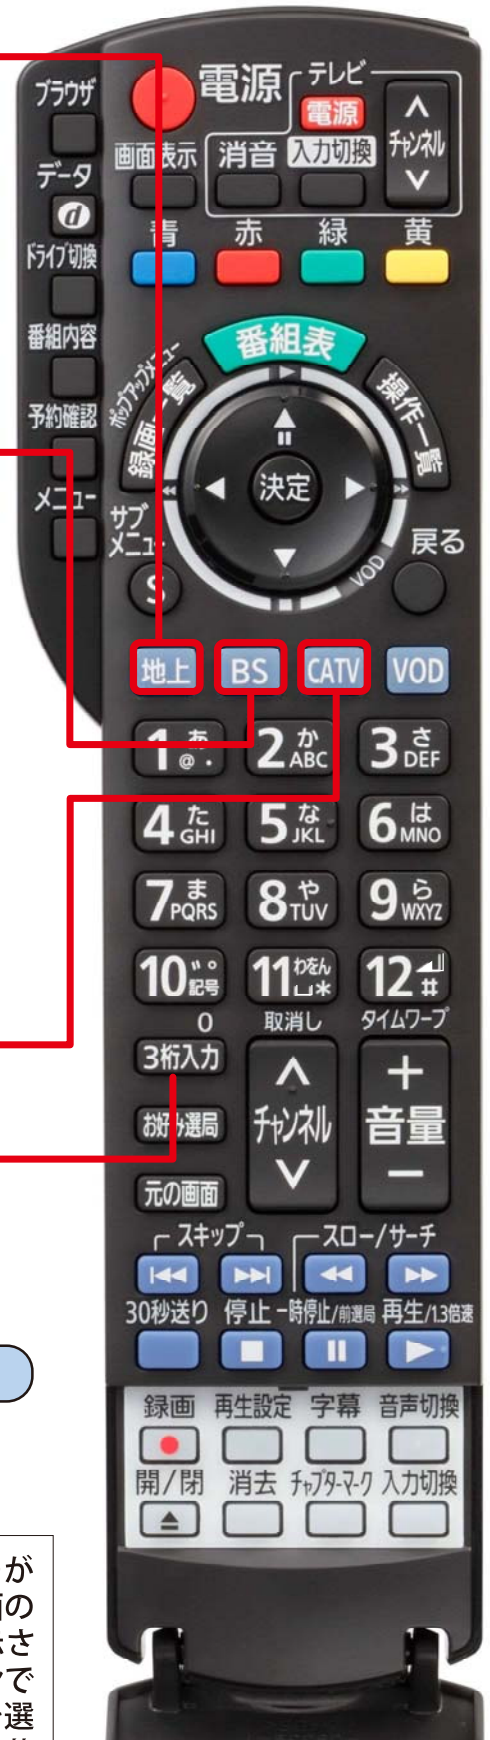 ブラウザ
電源
テレビ
電源
データ
d
画面表示
消音
入力切換
チャンネル
ドライブ切換
青
赤
緑
黄
番組内容
番組表
予約確認
ポップアップメニュー
録画一覧
操作一覧
メニュー
決定
サブ
メニュー
S
戻る
VOD
地上
BS
CATV
VOD
1 あ @ .
2 か ABC
3 さ DEF
4 た GHI
5 な JKL
6 は MNO
7 ま PQRS
8 や TUV
9 ら WXYZ
10 ゛゜ 記号
11 わをん ␣*
12 #
0
取消し
タイムワープ
3桁入力
チャンネル
+
音量
−
お好み選局
元の画面
スキップ
スロー/サーチ
30秒送り
停止
一時停止/前選局
再生/1.3倍速
録画
再生設定
字幕
音声切換
開/閉
消去
チャプターマーク
入力切換
が
面の
示さ
で
選